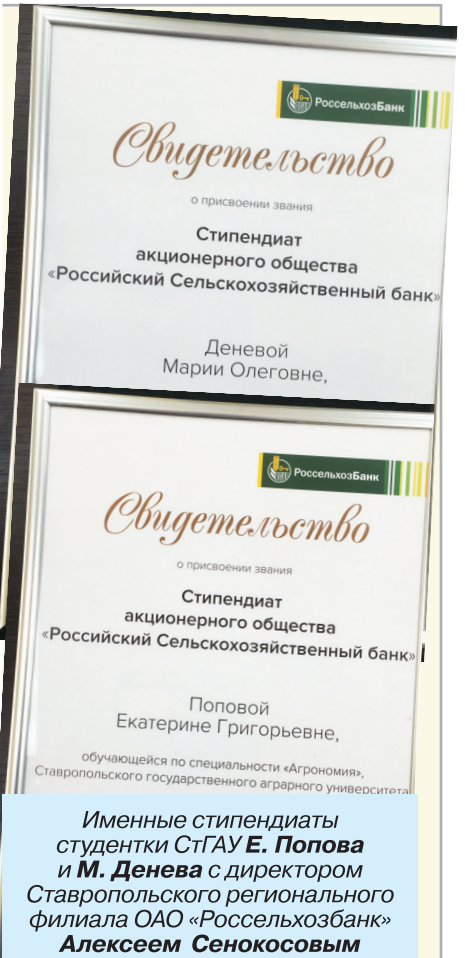 РоссельхозБанк
Свидетельство
о присвоении звания
Стипендиат
акционерного общества
«Российский Сельскохозяйственный банк»
Деневой
Марии Олеговне,
РоссельхозБанк
Свидетельство
о присвоении звания
Стипендиат
акционерного общества
«Российский Сельскохозяйственный банк»
Поповой
Екатерине Григорьевне,
обучающейся по специальности «Агрономия»,
Ставропольского государственного аграрного университета
Именные стипендиаты
студентки СтГАУ Е. Попова
и М. Денева с директором
Ставропольского регионального
филиала ОАО «Россельхозбанк»
Алексеем Сенокосовым